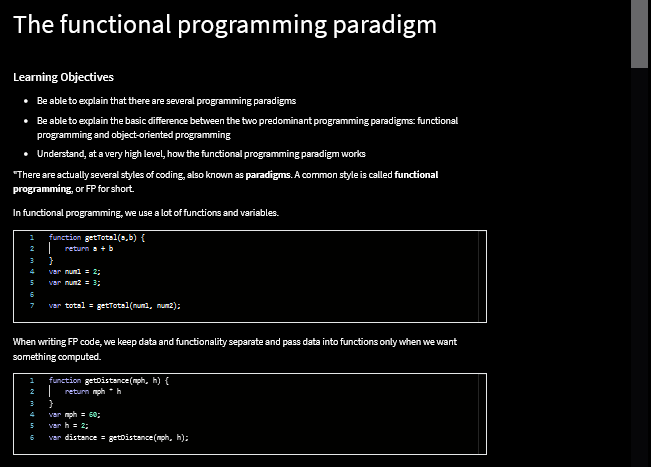 The functional programming paradigm
Learning Objectives
• Be able to explain that there are several programming paradigms
• Be able to explain the basic difference between the two predominant programming paradigms: functional
programming and object-oriented programming
• Understand, at a very high level, how the functional programming paradigm works
"There are actually several styles of coding, also known as paradigms. A common style is called functional
programming, or FP for short.
In functional programming, we use a lot of functions and variables.
1 function getTotal(a,b) {
2 return a + b
3 }
4 var num1 = 2;
5 var num2 = 3;
6
7 var total = getTotal(num1, num2);
When writing FP code, we keep data and functionality separate and pass data into functions only when we want
something computed.
1 function getDistance(mph, h) {
2 return mph * h
3 }
4 var mph = 60;
5 var h = 2;
6 var distance = getDistance(mph, h);